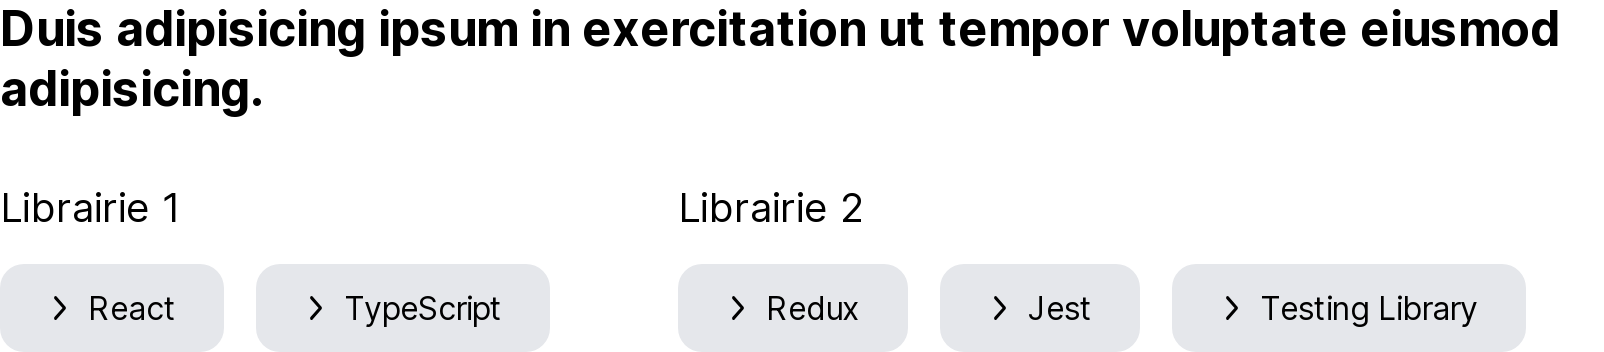 Duis adipisicing ipsum in exercitation ut tempor voluptate eiusmod
adipisicing.
Librairie 1
Librairie 2
React
TypeScript
Redux
Jest
Testing Library